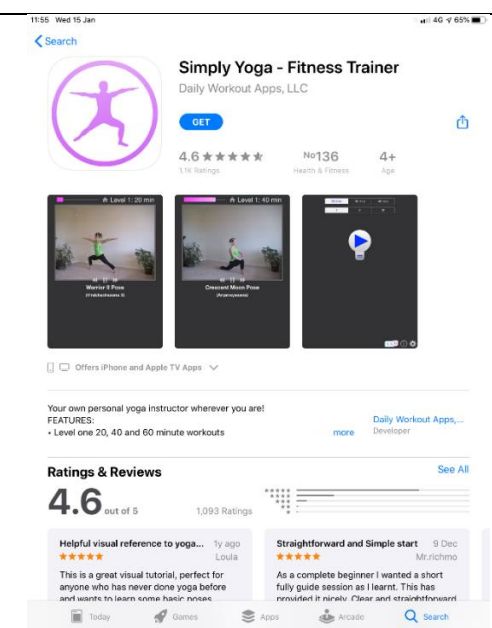 11:55 Wed 15 Jan
4G 65%
Search
Simply Yoga - Fitness Trainer
Daily Workout Apps, LLC
GET
4.6 ★★★★★
No136
4+
1.1K Ratings
Health & Fitness
Age
Level 1: 20 min
Warrior II Pose
Level 1: 40 min
Crescent Moon Pose
(Anjaneyasana)
Offers iPhone and Apple TV Apps
Your own personal yoga instructor wherever you are!
FEATURES:
• Level one 20, 40 and 60 minute workouts
more
Daily Workout Apps,...
Developer
Ratings & Reviews
See All
4.6 out of 5
1,093 Ratings
Helpful visual reference to yoga... 1y ago
★★★★★ Loula
This is a great visual tutorial, perfect for
anyone who has never done yoga before
and wants to learn some basic poses
Straightforward and Simple start 9 Dec
★★★★★ Mr.richmo
As a complete beginner I wanted a short
fully guide session as I learnt. This has
provided it nicely. Clear and straightforward
Today
Games
Apps
Arcade
Search